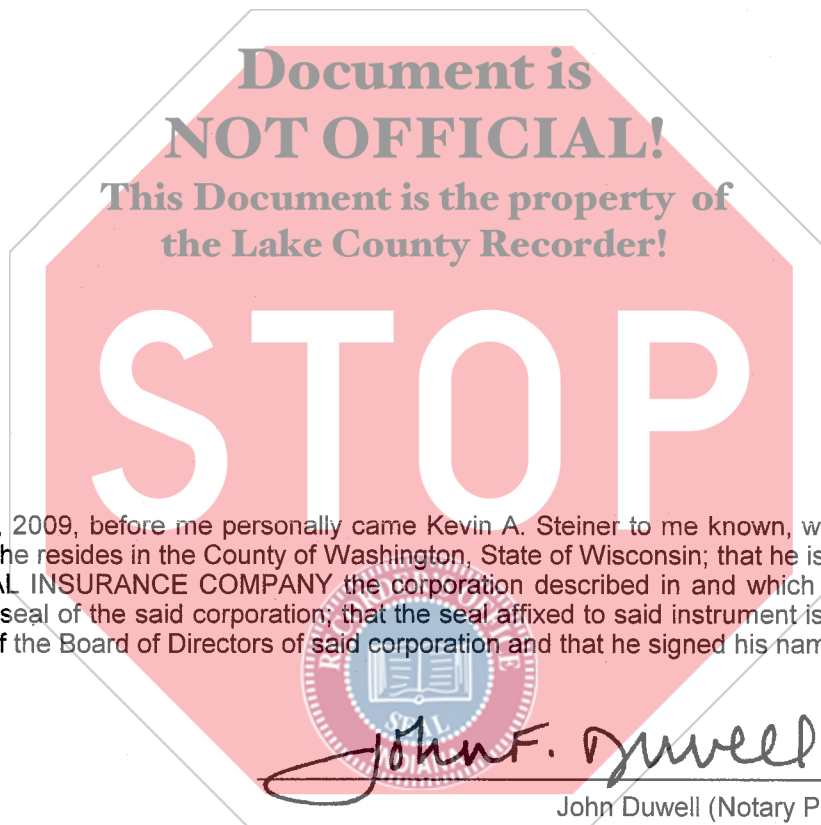 Document is
NOT OFFICIAL!
This Document is the property of
the Lake County Recorder!
STOP
, 2009, before me personally came Kevin A. Steiner to me known, w
he resides in the County of Washington, State of Wisconsin; that he is
AL INSURANCE COMPANY the corporation described in and which
seal of the said corporation; that the seal affixed to said instrument is
f the Board of Directors of said corporation and that he signed his nam
SEAL
INDIANA
John F. Duwell
John Duwell (Notary P